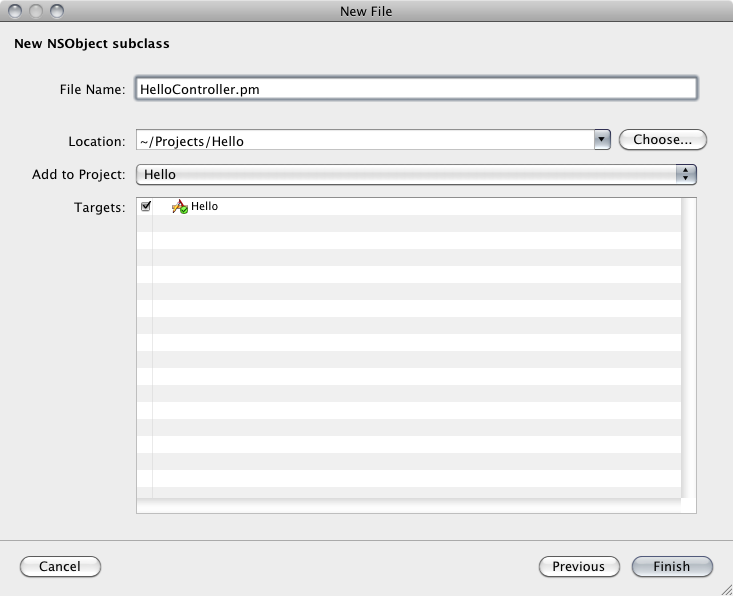 New File
New NSObject subclass
File Name: HelloController.pm
Location: ~/Projects/Hello Choose...
Add to Project: Hello
Targets: Hello
Cancel Previous Finish